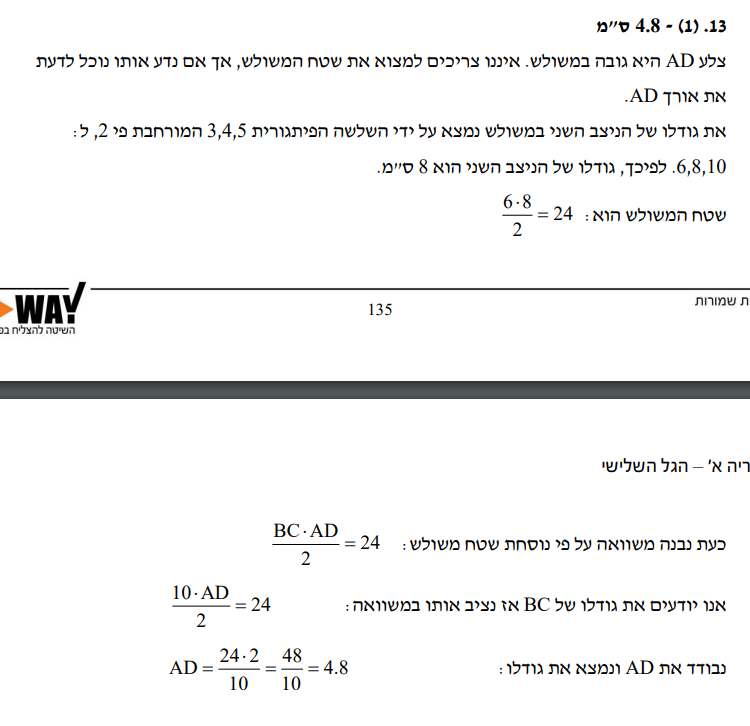 13. (1) - 4.8 ס״מ
צלע AD היא גובה במשולש. איננו צריכים למצוא את שטח המשולש, אך אם נדע אותו נוכל לדעת
את אורך AD.
את גודלו של הניצב השני במשולש נמצא על ידי השלשה הפיתגורית 3,4,5 המורחבת פי 2, ל:
6,8,10. לפיכך, גודלו של הניצב השני הוא 8 ס״מ.
שטח המשולש הוא: \frac{6 \cdot 8}{2} = 24
ת שמורות
135
WAY!
השיטה להצליח בפ
ריה א' – הגל השלישי
כעת נבנה משוואה על פי נוסחת שטח משולש: \frac{BC \cdot AD}{2} = 24
אנו יודעים את גודלו של BC אז נציב אותו במשוואה: \frac{10 \cdot AD}{2} = 24
נבודד את AD ונמצא את גודלו: AD = \frac{24 \cdot 2}{10} = \frac{48}{10} = 4.8